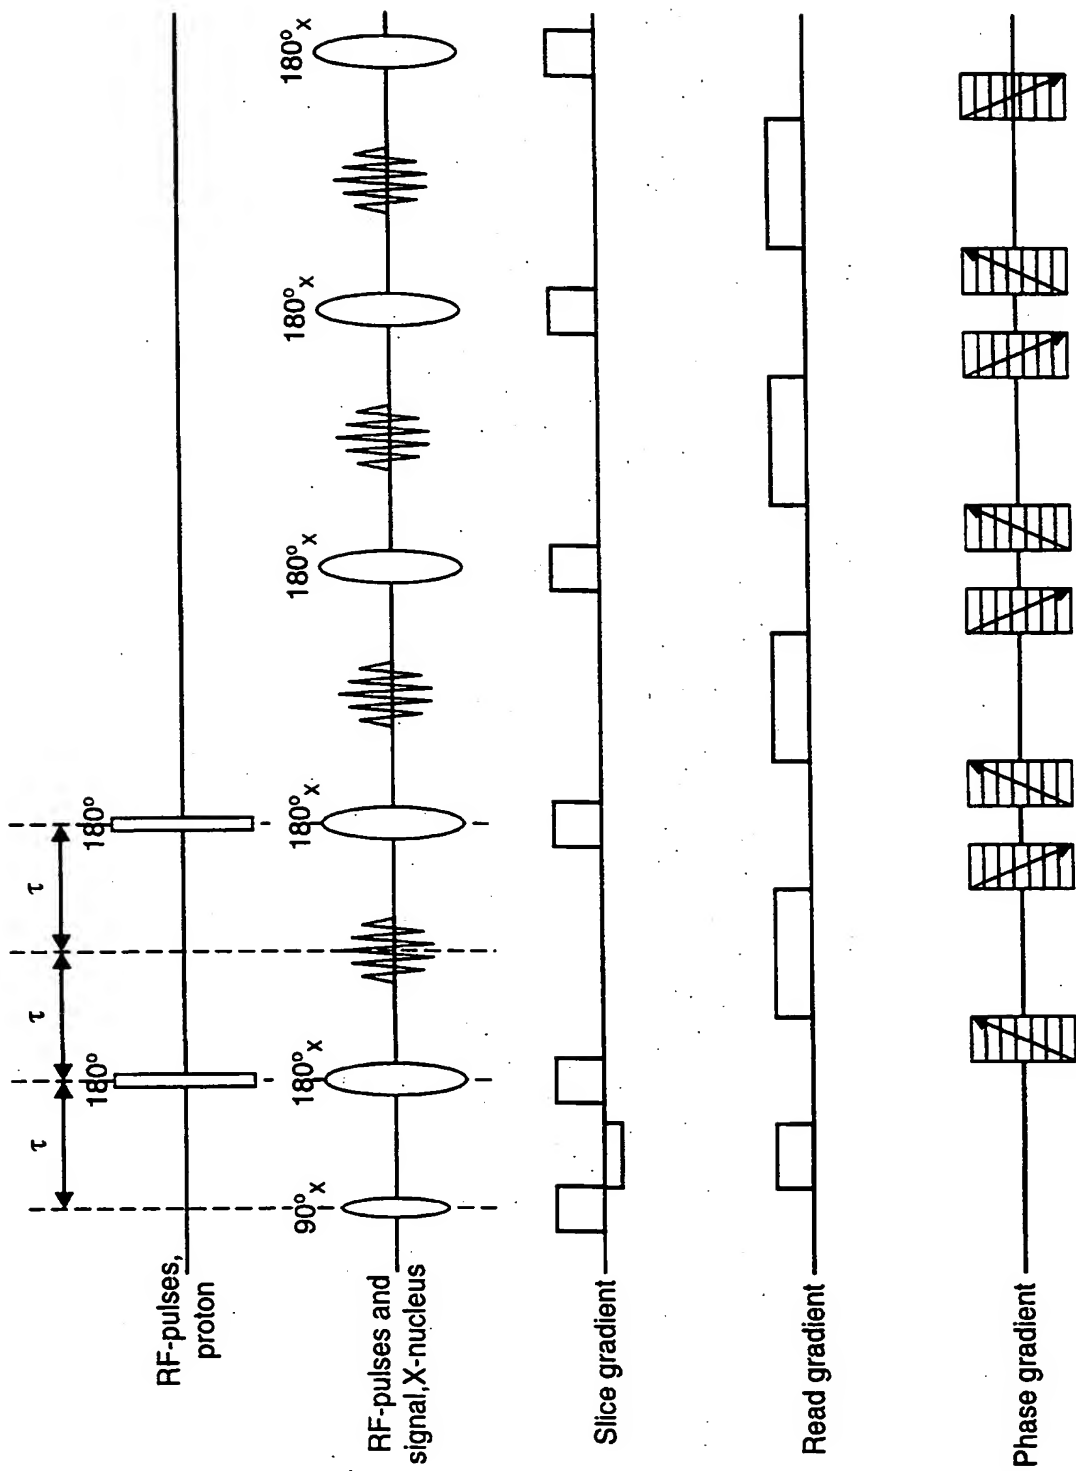 τ
τ
τ
180°
180°
RF-pulses,
proton
90°x
180°x
180°x
180°x
180°x
180°x
RF-pulses and
signal,X-nucleus
Slice gradient
Read gradient
Phase gradient